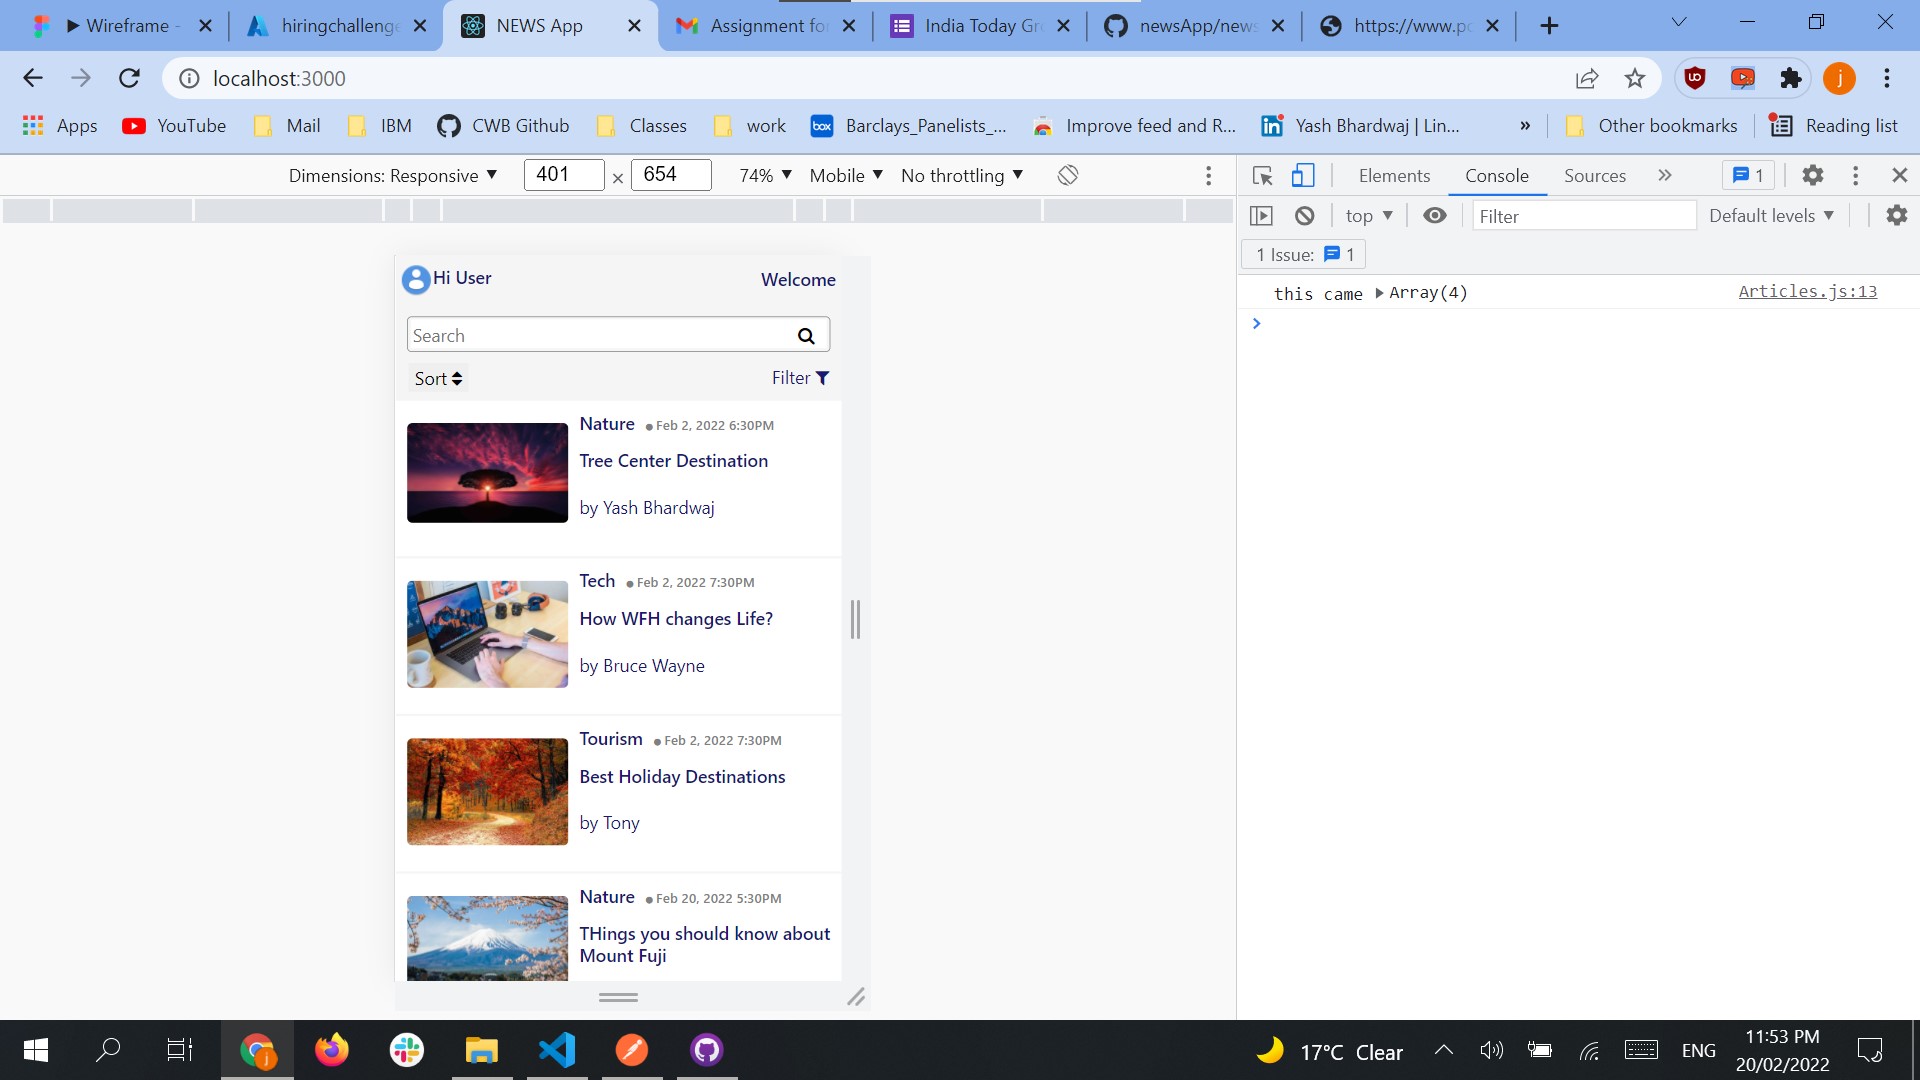 ▶ Wireframe -
hiringchallenge
NEWS App
Assignment for
India Today Gro
newsApp/news
https://www.po
localhost:3000
j
Apps
YouTube
Mail
IBM
CWB Github
Classes
work
box
Barclays_Panelists_...
Improve feed and R...
Yash Bhardwaj | Lin...
»
Other bookmarks
Reading list
Dimensions: Responsive ▼
401 × 654
74% ▼
Mobile ▼
No throttling ▼
Elements
Console
Sources
»
1
top ▼
Filter
Default levels ▼
1 Issue: 1
this came ▶Array(4)
Articles.js:13
Hi User
Welcome
Search
Sort
Filter
Nature ● Feb 2, 2022 6:30PM
Tree Center Destination
by Yash Bhardwaj
Tech ● Feb 2, 2022 7:30PM
How WFH changes Life?
by Bruce Wayne
Tourism ● Feb 2, 2022 7:30PM
Best Holiday Destinations
by Tony
Nature ● Feb 20, 2022 5:30PM
THings you should know about
Mount Fuji
17°C Clear
ENG
11:53 PM
20/02/2022